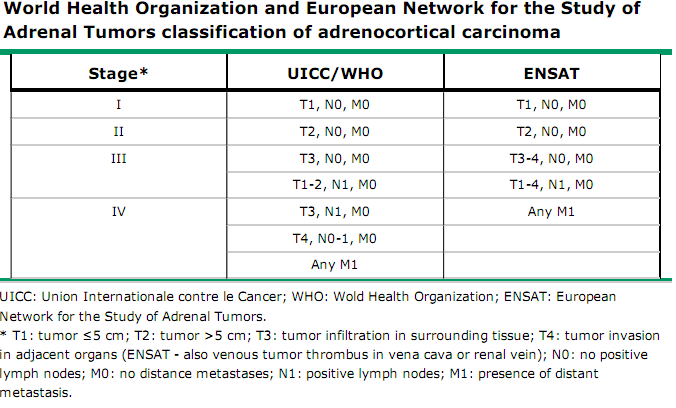 World Health Organization and European Network for the Study of
Adrenal Tumors classification of adrenocortical carcinoma
Stage* UICC/WHO ENSAT
I T1, N0, M0 T1, N0, M0
II T2, N0, M0 T2, N0, M0
III T3, N0, M0 T3-4, N0, M0
T1-2, N1, M0 T1-4, N1, M0
IV T3, N1, M0 Any M1
T4, N0-1, M0
Any M1
UICC: Union Internationale contre le Cancer; WHO: Wold Health Organization; ENSAT: European
Network for the Study of Adrenal Tumors.
* T1: tumor ≤5 cm; T2: tumor >5 cm; T3: tumor infiltration in surrounding tissue; T4: tumor invasion
in adjacent organs (ENSAT - also venous tumor thrombus in vena cava or renal vein); N0: no positive
lymph nodes; M0: no distance metastases; N1: positive lymph nodes; M1: presence of distant
metastasis.